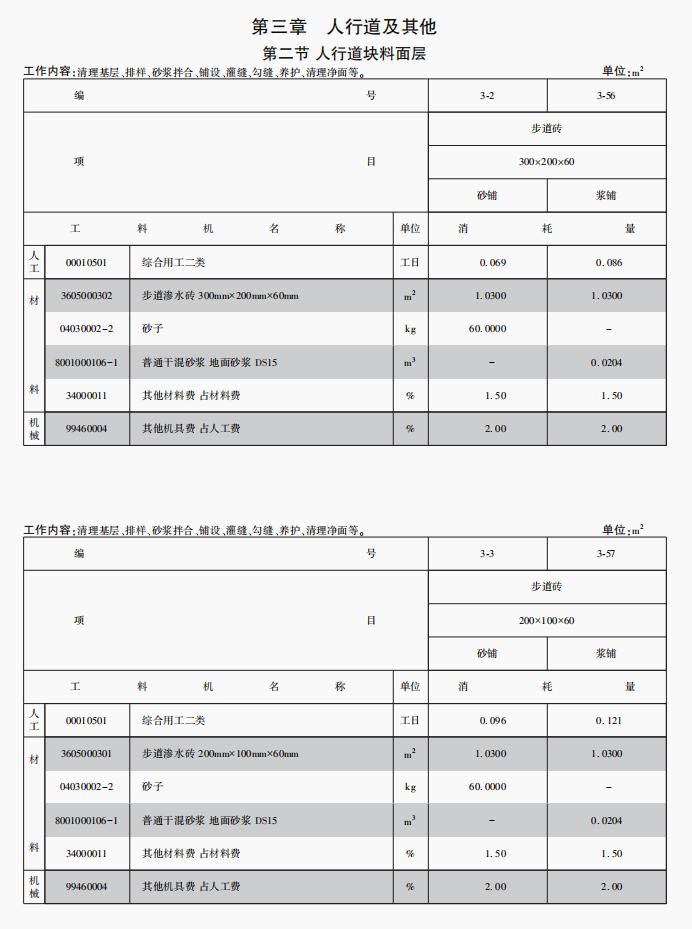 第三章 人行道及其他
第二节 人行道块料面层
工作内容:清理基层、排样、砂浆拌合、铺设、灌缝、勾缝、养护、清理净面等。 单位:m²
编 号 3-2 3-56
步道砖
项 目 300×200×60
砂铺 浆铺
工 料 机 名 称 单位 消 耗 量
人工 00010501 综合用工二类 工日 0.069 0.086
材 3605000302 步道渗水砖 300mm×200mm×60mm m² 1.0300 1.0300
04030002-2 砂子 kg 60.0000 -
8001000106-1 普通干混砂浆 地面砂浆 DS15 m³ - 0.0204
料 34000011 其他材料费 占材料费 % 1.50 1.50
机械 99460004 其他机具费 占人工费 % 2.00 2.00
工作内容:清理基层、排样、砂浆拌合、铺设、灌缝、勾缝、养护、清理净面等。 单位:m²
编 号 3-3 3-57
步道砖
项 目 200×100×60
砂铺 浆铺
工 料 机 名 称 单位 消 耗 量
人工 00010501 综合用工二类 工日 0.096 0.121
材 3605000301 步道渗水砖 200mm×100mm×60mm m² 1.0300 1.0300
04030002-2 砂子 kg 60.0000 -
8001000106-1 普通干混砂浆 地面砂浆 DS15 m³ - 0.0204
料 34000011 其他材料费 占材料费 % 1.50 1.50
机械 99460004 其他机具费 占人工费 % 2.00 2.00